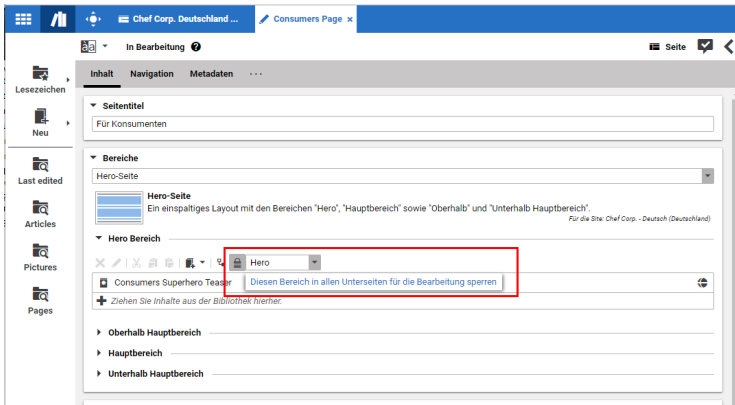 Chef Corp. Deutschland ...
Consumers Page x
In Bearbeitung
Seite
Lesezeichen
Neu
Last edited
Articles
Pictures
Pages
Inhalt Navigation Metadaten ...
Seitentitel
Für Konsumenten
Bereiche
Hero-Seite
Hero-Seite
Ein einspaltiges Layout mit den Bereichen "Hero", "Hauptbereich" sowie "Oberhalb" und "Unterhalb Hauptbereich".
Für die Site: Chef Corp. - Deutsch (Deutschland)
Hero Bereich
Hero
Consumers Superhero Teaser
Diesen Bereich in allen Unterseiten für die Bearbeitung sperren
Ziehen Sie Inhalte aus der Bibliothek hierher.
Oberhalb Hauptbereich
Hauptbereich
Unterhalb Hauptbereich